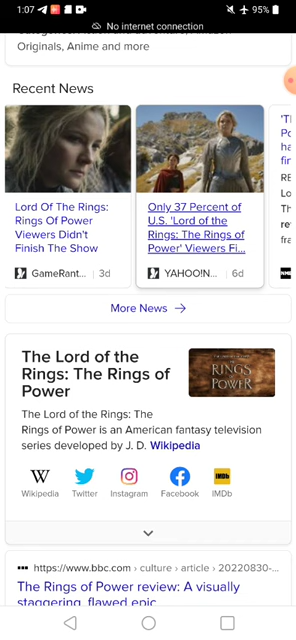 1:07
95%
No internet connection
Originals, Anime and more
Recent News
Lord Of The Rings:
Rings Of Power
Viewers Didn't
Finish The Show
GameRant... | 3d
Only 37 Percent of
U.S. 'Lord of the
Rings: The Rings of
Power' Viewers Fi...
YAHOO!N... | 6d
More News →
The Lord of the
Rings: The Rings of
Power
RINGS
POWER
The Lord of the Rings: The
Rings of Power is an American fantasy television
series developed by J. D. Wikipedia
W
IMDb
Wikipedia Twitter Instagram Facebook IMDb
https://www.bbc.com › culture › article › 20220830-...
The Rings of Power review: A visually
staggering, flawed epic